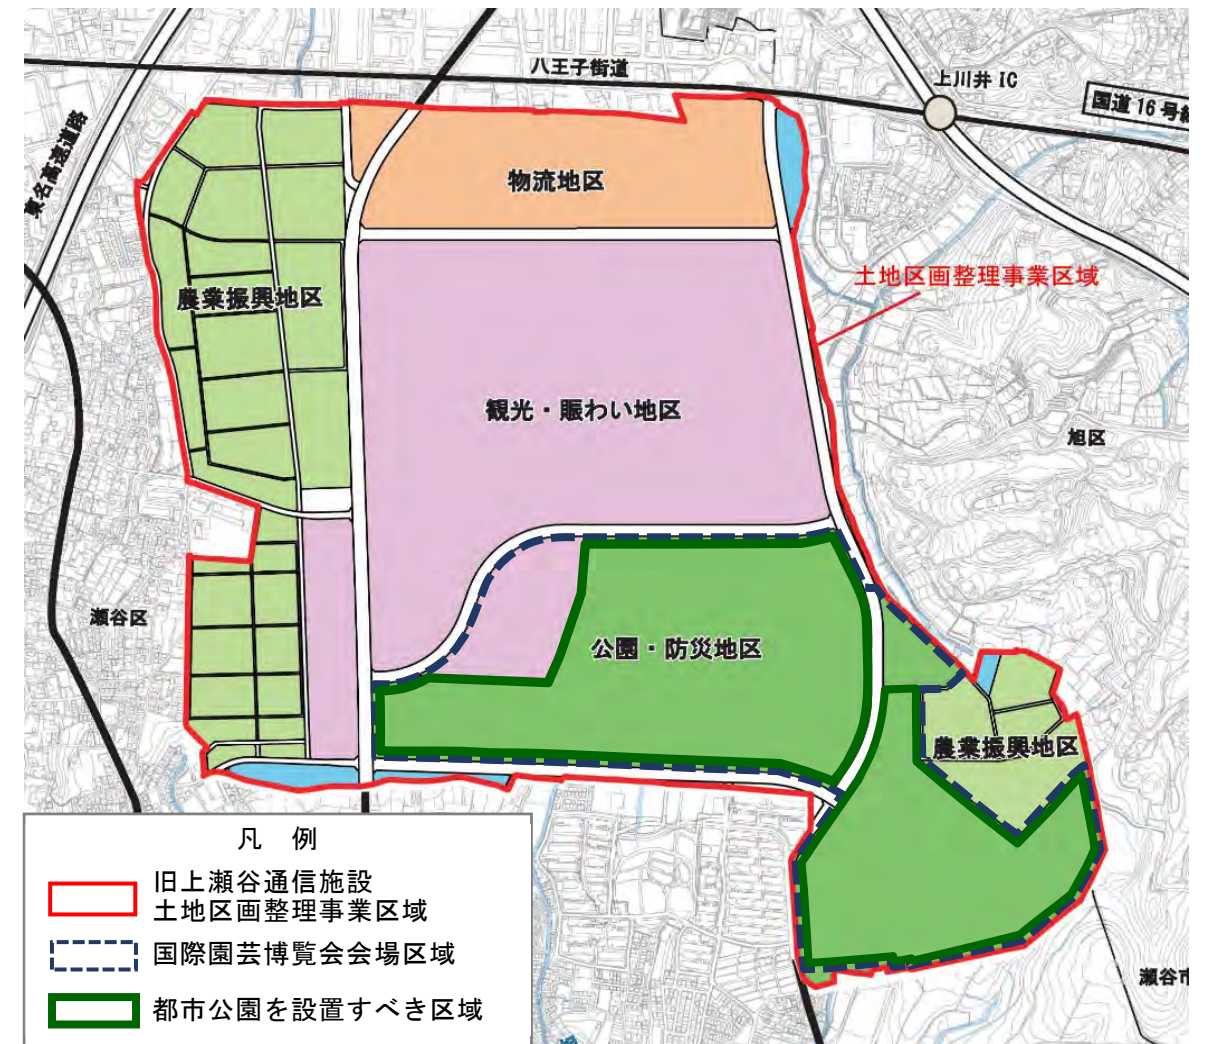 八王子街道
上川井 IC
国道 16 号
東名高速道路
物流地区
土地区画整理事業区域
農業振興地区
観光・賑わい地区
旭区
瀬谷区
公園・防災地区
農業振興地区
瀬谷市
凡 例
旧上瀬谷通信施設
土地区画整理事業区域
国際園芸博覧会会場区域
都市公園を設置すべき区域